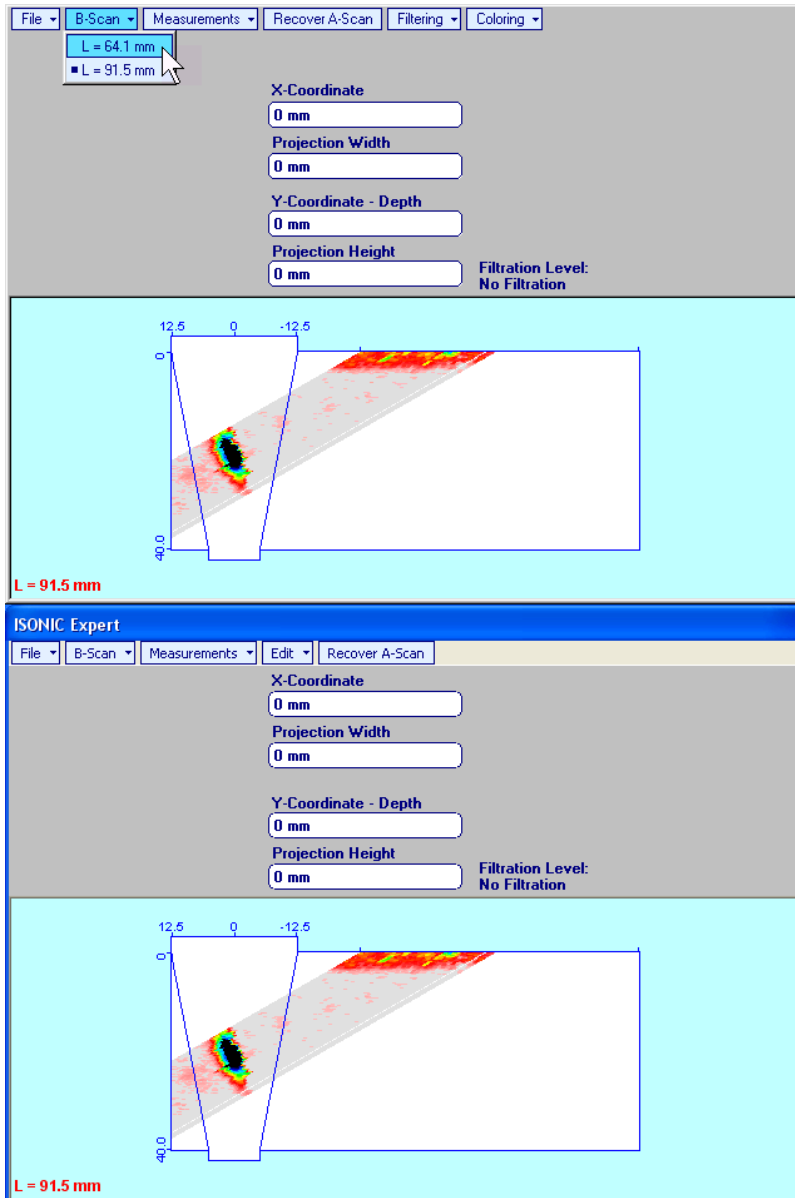 File B-Scan Measurements Recover A-Scan Filtering Coloring
L = 64.1 mm
L = 91.5 mm
X-Coordinate
0 mm
Projection Width
0 mm
Y-Coordinate - Depth
0 mm
Projection Height
0 mm
Filtration Level:
No Filtration
12.5 0 -12.5
0
40.0
L = 91.5 mm
ISONIC Expert
File B-Scan Measurements Edit Recover A-Scan
X-Coordinate
0 mm
Projection Width
0 mm
Y-Coordinate - Depth
0 mm
Projection Height
0 mm
Filtration Level:
No Filtration
12.5 0 -12.5
0
40.0
L = 91.5 mm